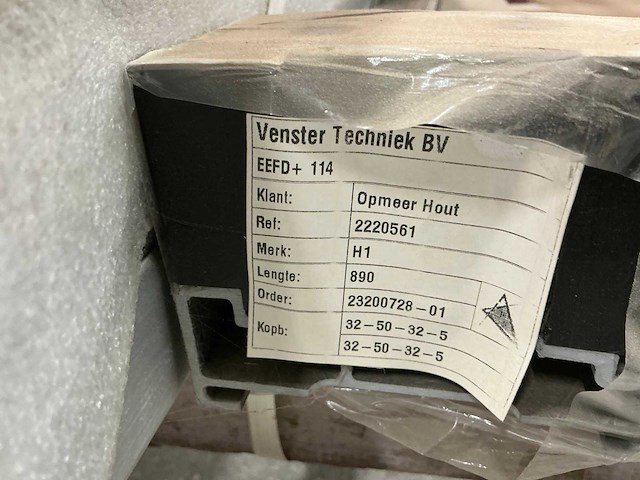 Venster Techniek BV
EEFD+ 114
Klant: Opmeer Hout
Ref: 2220561
Merk: H1
Lengte: 890
Order: 23200728-01
Kopb: 32-50-32-5
32-50-32-5